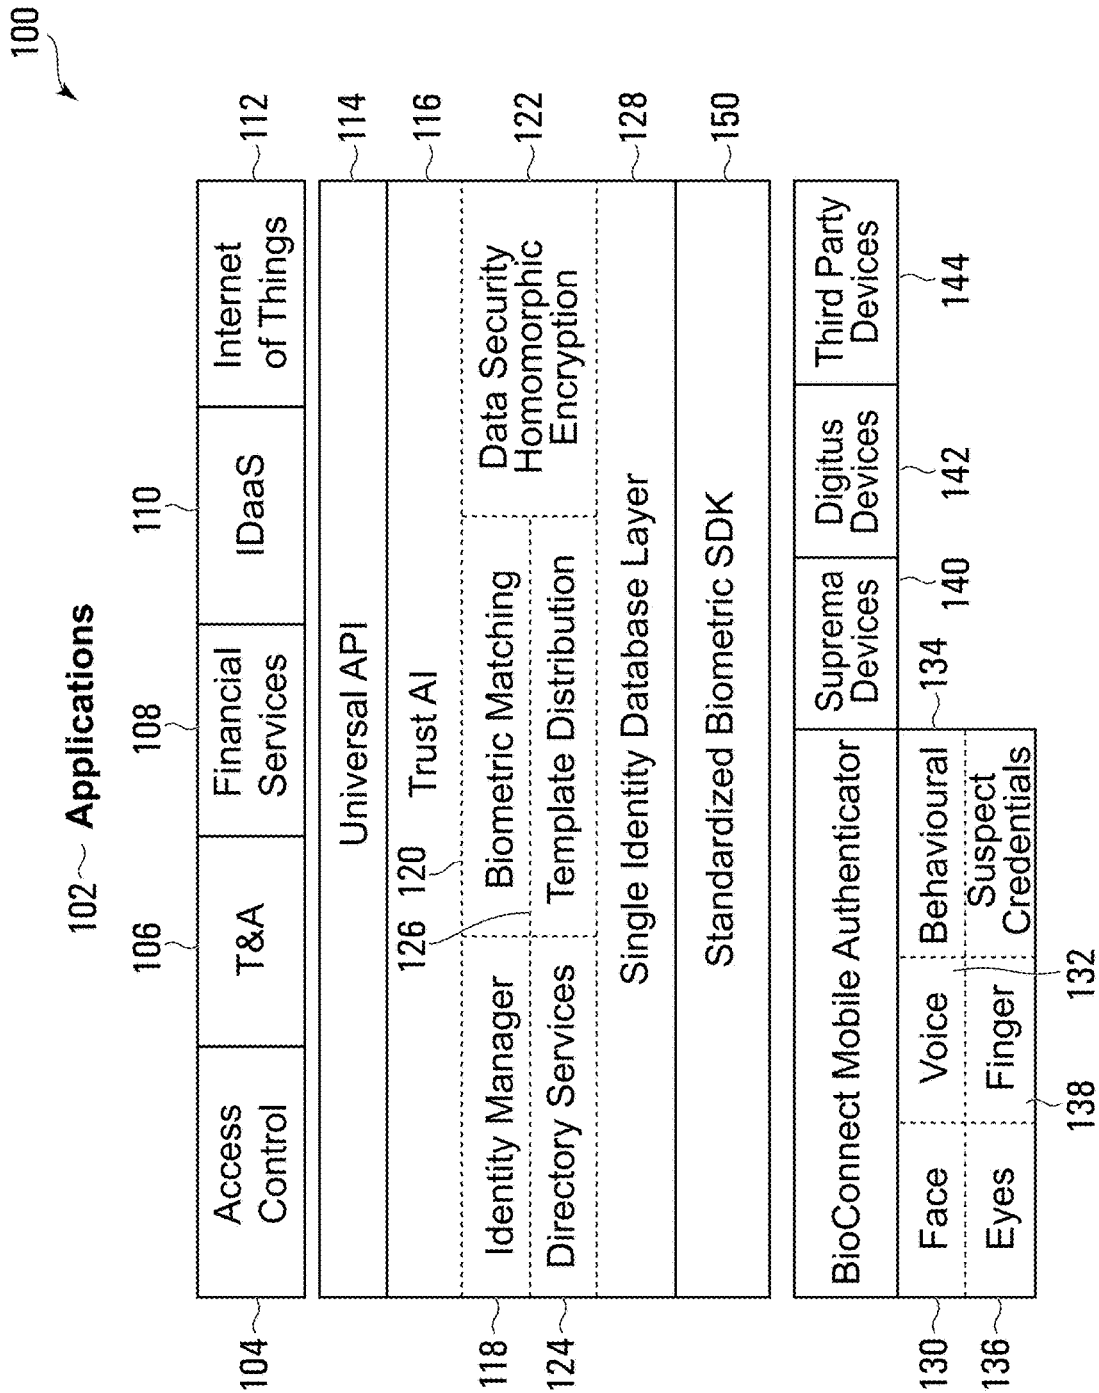 100
102 Applications
104
106
108
110
112
Access
Control
T&A
Financial
Services
IDaaS
Internet
of Things
Universal API
114
Trust AI
116
120
126
118
Identity Manager
Biometric Matching
Data Security
Homomorphic
Encryption
122
124
Directory Services
Template Distribution
Single Identity Database Layer
128
Standardized Biometric SDK
150
BioConnect Mobile Authenticator
Suprema
Devices
Digitus
Devices
Third Party
Devices
130
Face
Voice
Behavioural
134
140
142
144
136
Eyes
Finger
Suspect
Credentials
138
132